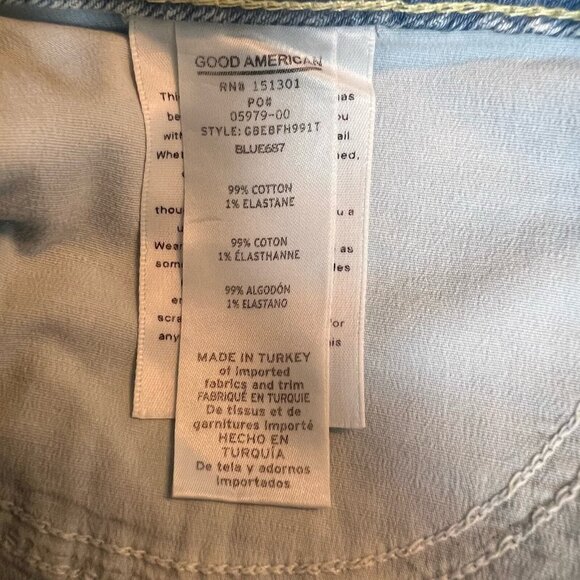 GOOD AMERICAN
RN# 151301
PO#
05979-00
STYLE: GBEBFH991T
BLUE687
99% COTTON
1% ELASTANE
99% COTON
1% ÉLASTHANNE
99% ALGODÓN
1% ELASTANO
MADE IN TURKEY
of imported
fabrics and trim
FABRIQUÉ EN TURQUIE
De tissus et de
garnitures importé
HECHO EN
TURQUÍA
De tela y adornos
importados